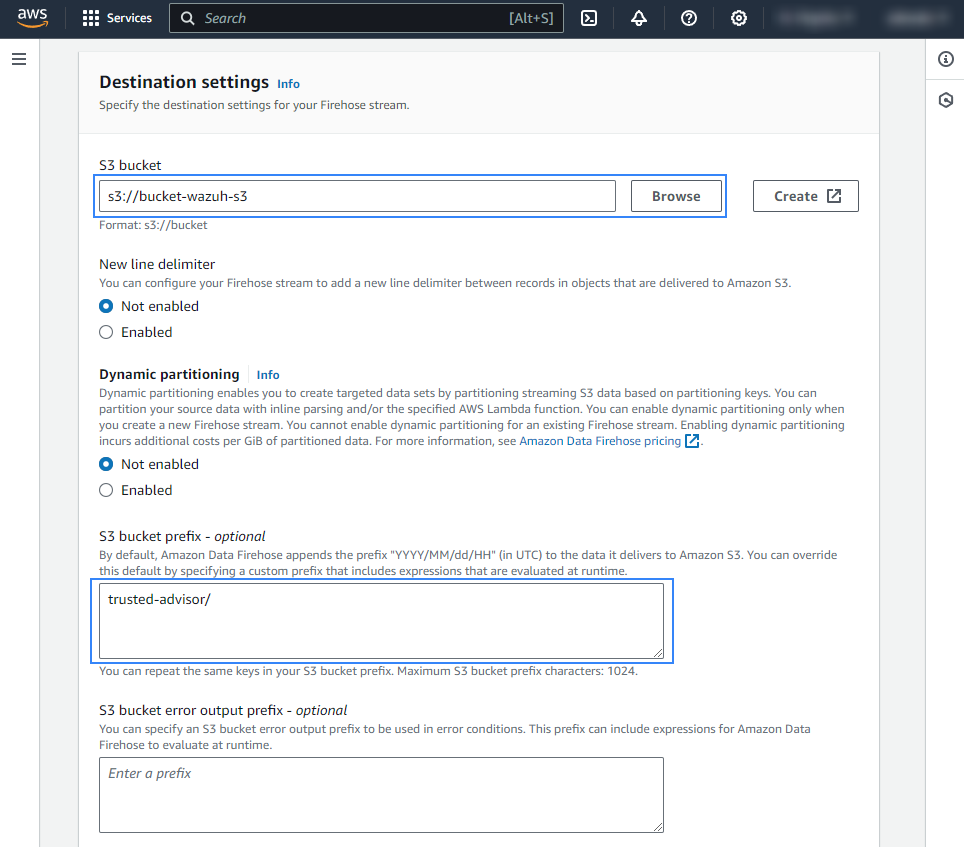 aws Services Search [Alt+S]
Destination settings Info
Specify the destination settings for your Firehose stream.
S3 bucket
s3://bucket-wazuh-s3 Browse Create
Format: s3://bucket
New line delimiter
You can configure your Firehose stream to add a new line delimiter between records in objects that are delivered to Amazon S3.
Not enabled
Enabled
Dynamic partitioning Info
Dynamic partitioning enables you to create targeted data sets by partitioning streaming S3 data based on partitioning keys. You can
partition your source data with inline parsing and/or the specified AWS Lambda function. You can enable dynamic partitioning only when
you create a new Firehose stream. You cannot enable dynamic partitioning for an existing Firehose stream. Enabling dynamic partitioning
incurs additional costs per GiB of partitioned data. For more information, see Amazon Data Firehose pricing.
Not enabled
Enabled
S3 bucket prefix - optional
By default, Amazon Data Firehose appends the prefix "YYYY/MM/dd/HH" (in UTC) to the data it delivers to Amazon S3. You can override
this default by specifying a custom prefix that includes expressions that are evaluated at runtime.
trusted-advisor/
You can repeat the same keys in your S3 bucket prefix. Maximum S3 bucket prefix characters: 1024.
S3 bucket error output prefix - optional
You can specify an S3 bucket error output prefix to be used in error conditions. This prefix can include expressions for Amazon Data
Firehose to evaluate at runtime.
Enter a prefix